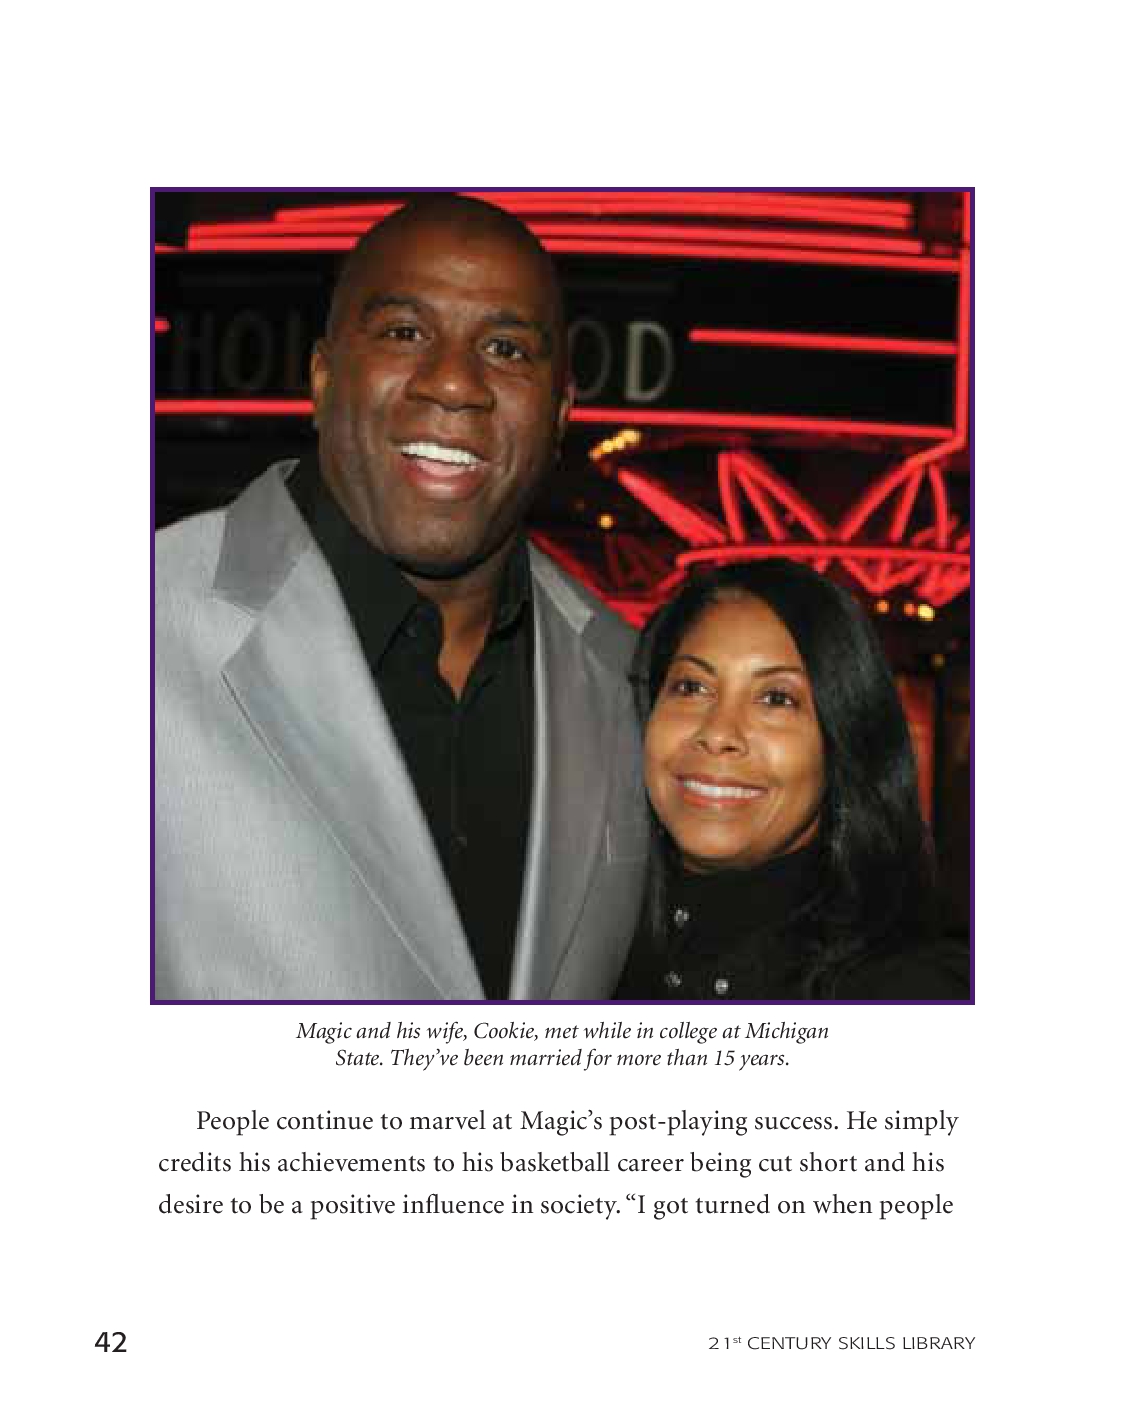 HOL OD
Magic and his wife, Cookie, met while in college at Michigan
State. They’ve been married for more than 15 years.
People continue to marvel at Magic’s post-playing success. He simply
credits his achievements to his basketball career being cut short and his
desire to be a positive influence in society. “I got turned on when people
42
21st CENTURY SKILLS LIBRARY